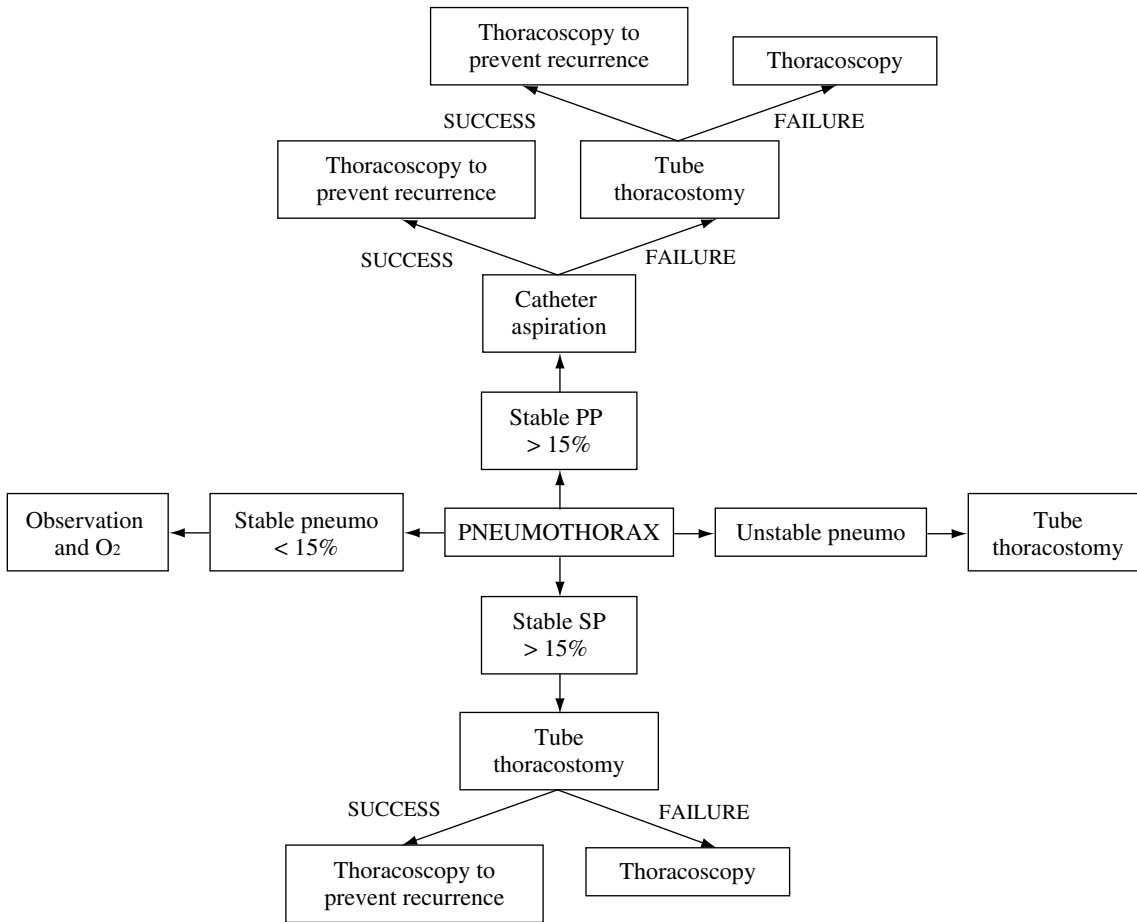 Thoracoscopy to
prevent recurrence
Thoracoscopy
SUCCESS
FAILURE
Thoracoscopy to
prevent recurrence
Tube
thoracostomy
SUCCESS
FAILURE
Catheter
aspiration
Stable PP
> 15%
Observation
and O₂
Stable pneumo
< 15%
PNEUMOTHORAX
Unstable pneumo
Tube
thoracostomy
Stable SP
> 15%
Tube
thoracostomy
SUCCESS
FAILURE
Thoracoscopy to
prevent recurrence
Thoracoscopy